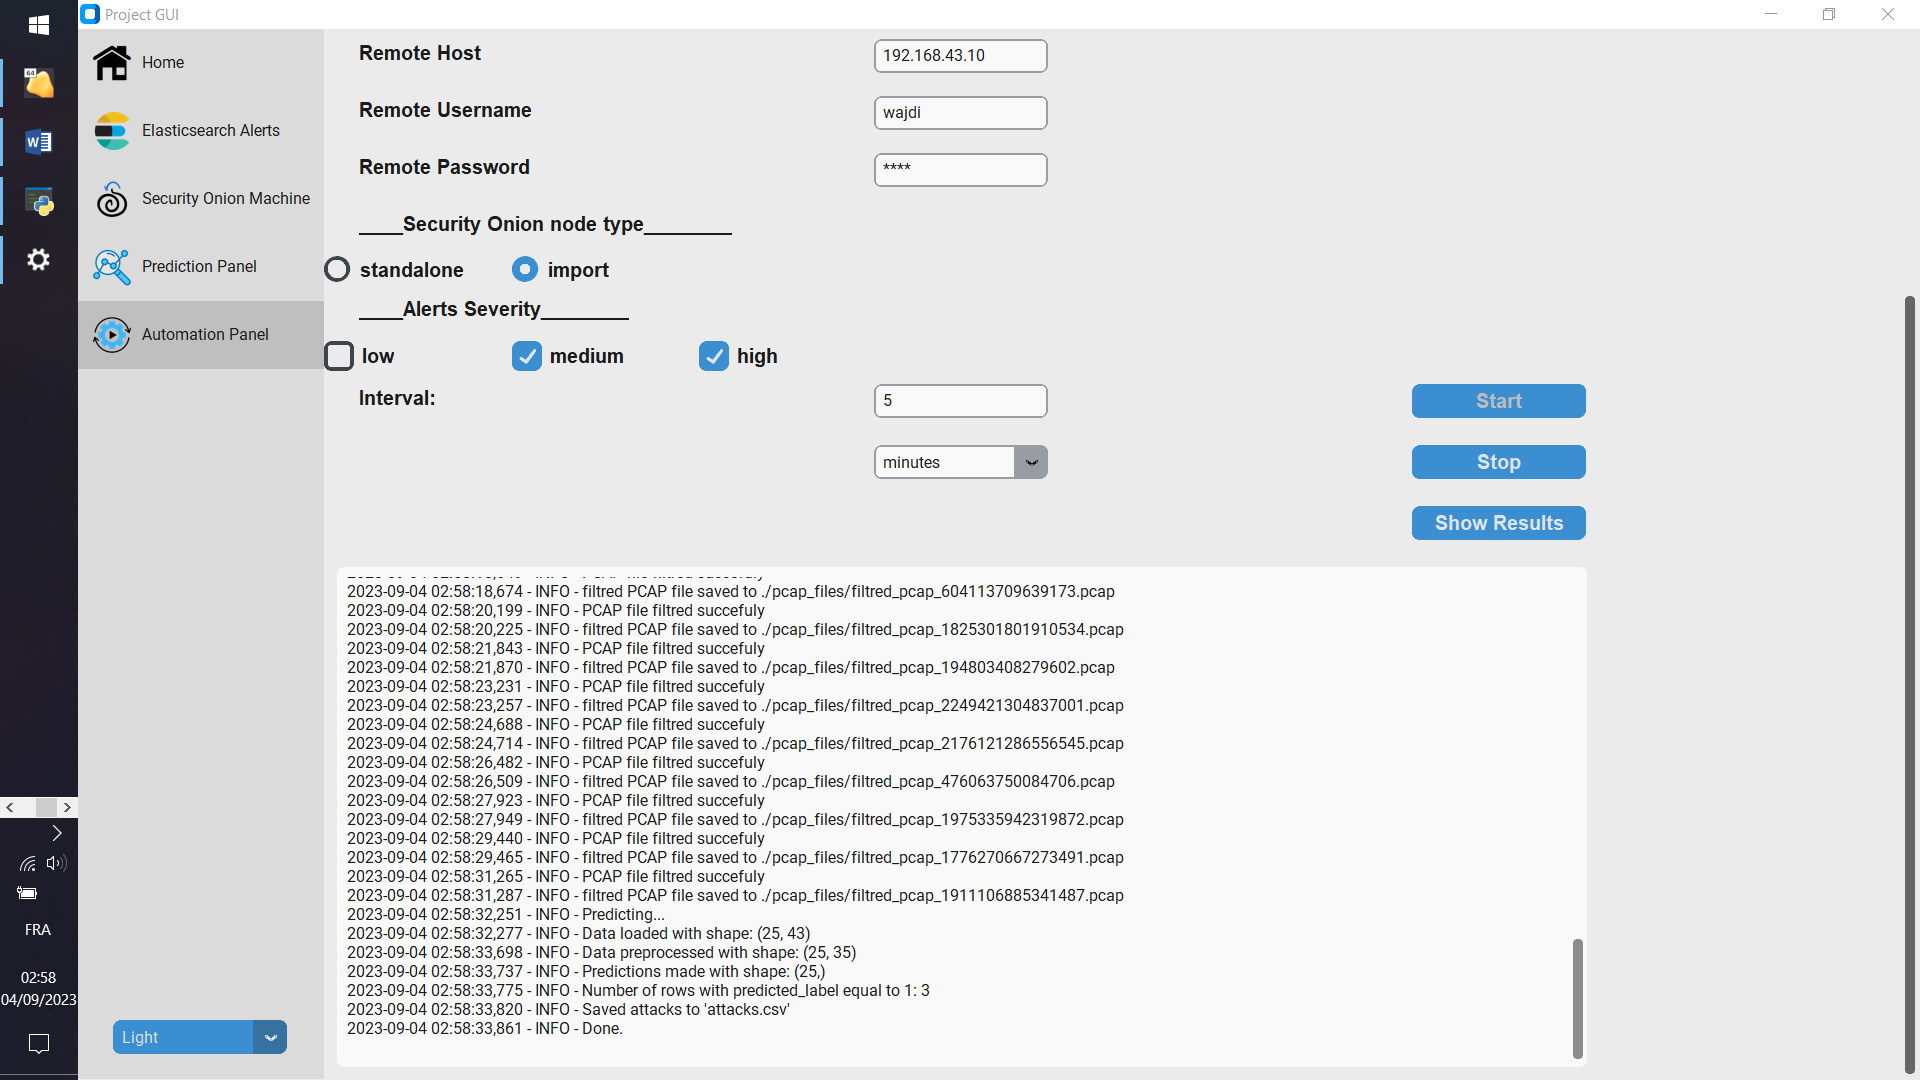 Project GUI
Home
Elasticsearch Alerts
Security Onion Machine
Prediction Panel
Automation Panel
Light
Remote Host
192.168.43.10
Remote Username
wajdi
Remote Password
****
____Security Onion node type________
standalone
import
____Alerts Severity________
low
medium
high
Interval:
5
Start
minutes
Stop
Show Results
2023-09-04 02:58:18,674 - INFO - filtred PCAP file saved to ./pcap_files/filtred_pcap_604113709639173.pcap
2023-09-04 02:58:20,199 - INFO - PCAP file filtred succefuly
2023-09-04 02:58:20,225 - INFO - filtred PCAP file saved to ./pcap_files/filtred_pcap_1825301801910534.pcap
2023-09-04 02:58:21,843 - INFO - PCAP file filtred succefuly
2023-09-04 02:58:21,870 - INFO - filtred PCAP file saved to ./pcap_files/filtred_pcap_194803408279602.pcap
2023-09-04 02:58:23,231 - INFO - PCAP file filtred succefuly
2023-09-04 02:58:23,257 - INFO - filtred PCAP file saved to ./pcap_files/filtred_pcap_2249421304837001.pcap
2023-09-04 02:58:24,688 - INFO - PCAP file filtred succefuly
2023-09-04 02:58:24,714 - INFO - filtred PCAP file saved to ./pcap_files/filtred_pcap_2176121286556545.pcap
2023-09-04 02:58:26,482 - INFO - PCAP file filtred succefuly
2023-09-04 02:58:26,509 - INFO - filtred PCAP file saved to ./pcap_files/filtred_pcap_476063750084706.pcap
2023-09-04 02:58:27,923 - INFO - PCAP file filtred succefuly
2023-09-04 02:58:27,949 - INFO - filtred PCAP file saved to ./pcap_files/filtred_pcap_1975335942319872.pcap
2023-09-04 02:58:29,440 - INFO - PCAP file filtred succefuly
2023-09-04 02:58:29,465 - INFO - filtred PCAP file saved to ./pcap_files/filtred_pcap_1776270667273491.pcap
2023-09-04 02:58:31,265 - INFO - PCAP file filtred succefuly
2023-09-04 02:58:31,287 - INFO - filtred PCAP file saved to ./pcap_files/filtred_pcap_1911106885341487.pcap
2023-09-04 02:58:32,251 - INFO - Predicting...
2023-09-04 02:58:32,277 - INFO - Data loaded with shape: (25, 43)
2023-09-04 02:58:33,698 - INFO - Data preprocessed with shape: (25, 35)
2023-09-04 02:58:33,737 - INFO - Predictions made with shape: (25,)
2023-09-04 02:58:33,775 - INFO - Number of rows with predicted_label equal to 1: 3
2023-09-04 02:58:33,820 - INFO - Saved attacks to 'attacks.csv'
2023-09-04 02:58:33,861 - INFO - Done.
64
W
FRA
02:58
04/09/2023